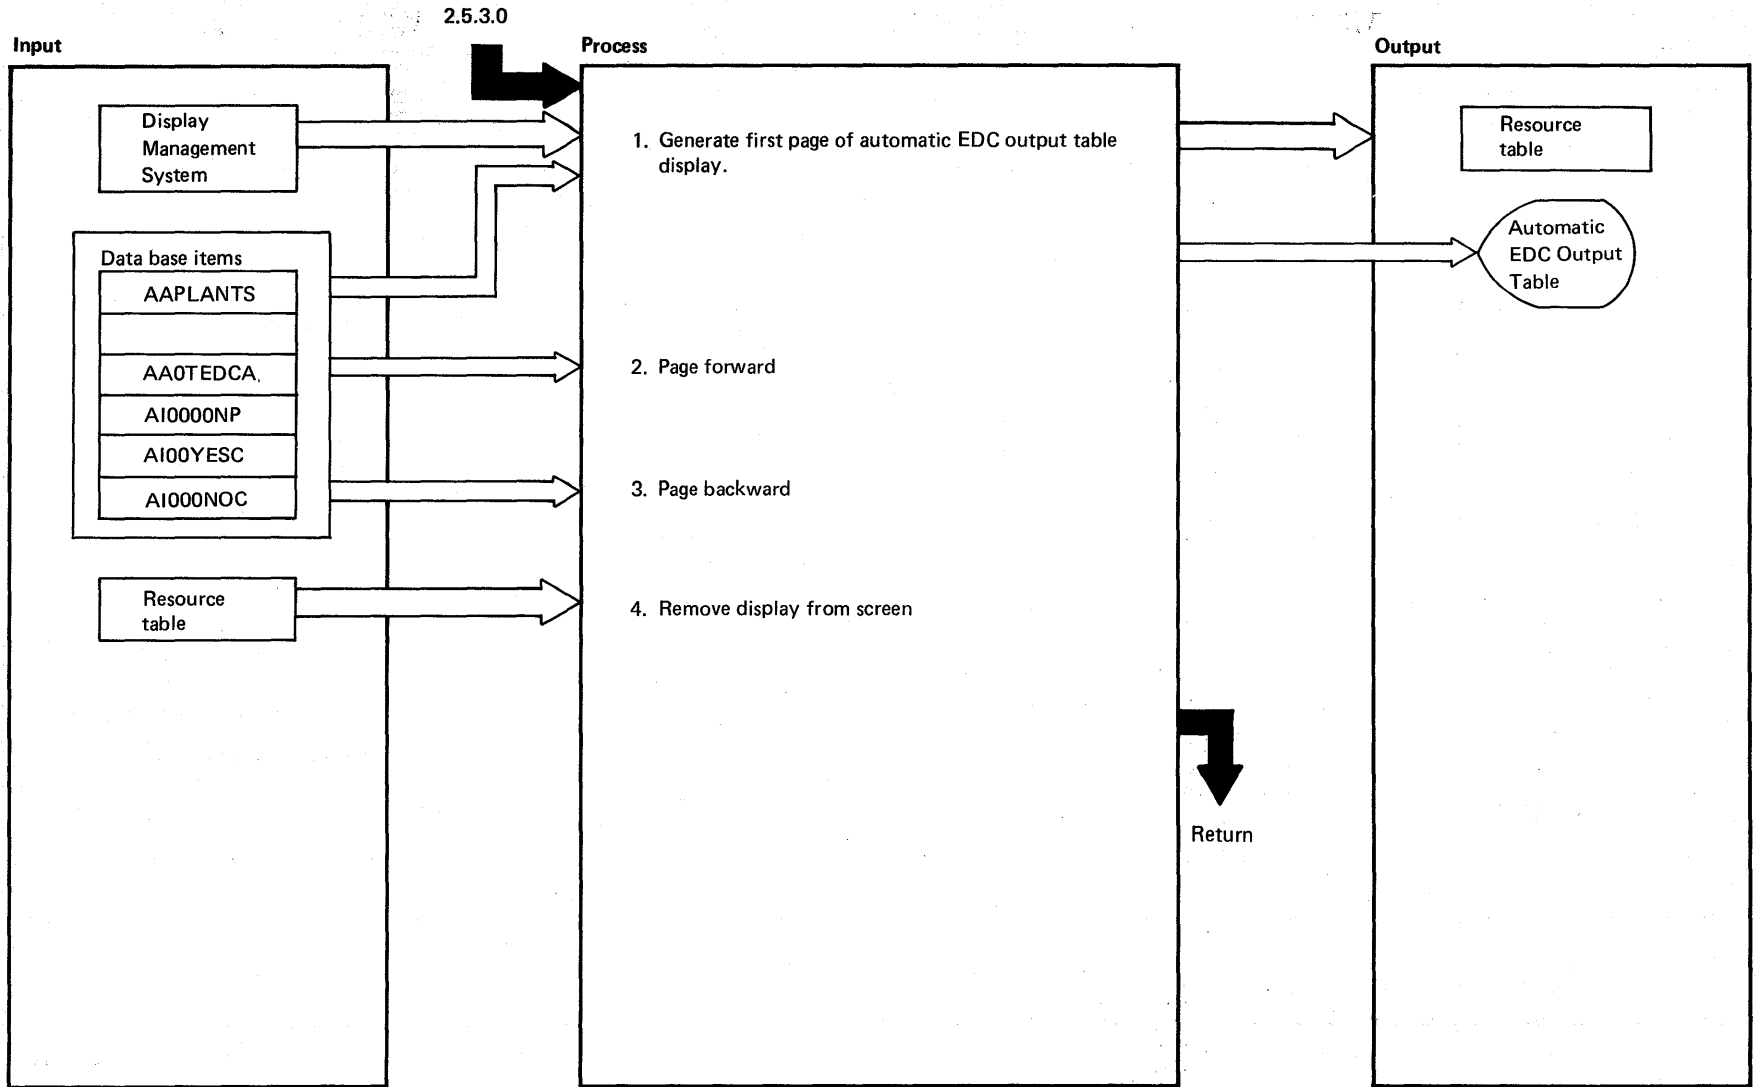 2.5.3.0
Input
Process
Output
Display
Management
System
Data base items
AAPLANTS
AA0TEDCA
AI0000NP
AI00YESC
AI000NOC
Resource
table
1. Generate first page of automatic EDC output table
display.
2. Page forward
3. Page backward
4. Remove display from screen
Return
Resource
table
Automatic
EDC Output
Table